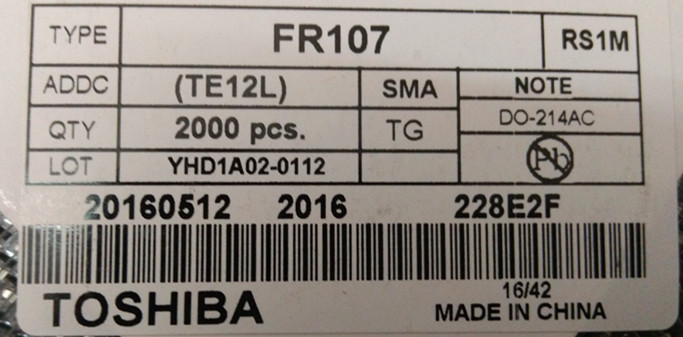 TYPE FR107 RS1M
ADDC (TE12L) SMA NOTE
QTY 2000 pcs. TG DO-214AC
LOT YHD1A02-0112 Pb
20160512 2016 228E2F
16/42
TOSHIBA MADE IN CHINA